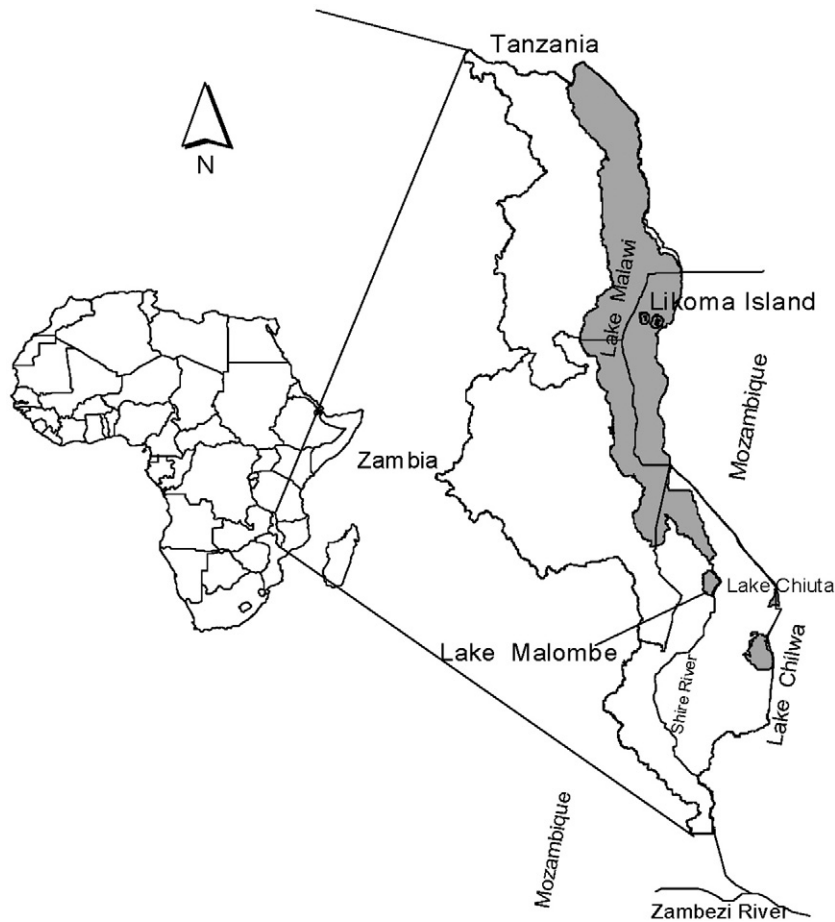 Tanzania
N
Lake Malawi
Likoma Island
Mozambique
Zambia
Lake Chiuta
Lake Malombe
Shire River
Lake Chilwa
Mozambique
Zambezi River